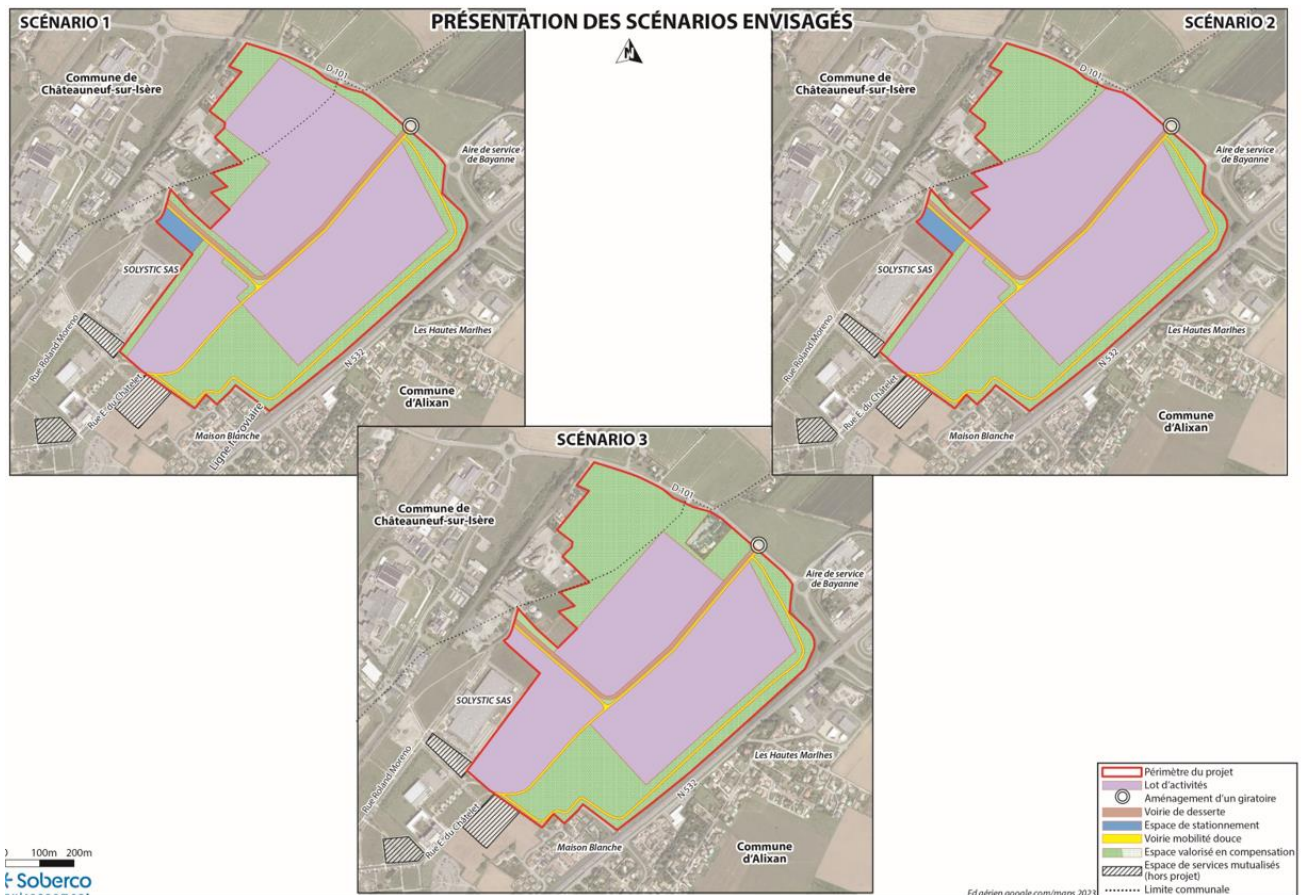 PRÉSENTATION DES SCÉNARIOS ENVISAGÉS
SCÉNARIO 1
N
Commune de
Châteauneuf-sur-Isère
D 101
Aire de service
de Bayanne
SOLYSTIC SAS
Rue Roland Moreno
Rue E. du Châtelet
Les Hautes Marlhes
N 532
Commune
d'Alixan
Maison Blanche
SCÉNARIO 2
Commune de
Châteauneuf-sur-Isère
D 101
Aire de service
de Bayanne
SOLYSTIC SAS
Rue Roland Moreno
Rue E. du Châtelet
Les Hautes Marlhes
N 532
Commune
d'Alixan
Maison Blanche
SCÉNARIO 3
Commune de
Châteauneuf-sur-Isère
D 101
Aire de service
de Bayanne
SOLYSTIC SAS
Rue Roland Moreno
Rue E. du Châtelet
Les Hautes Marlhes
N 532
Commune
d'Alixan
Maison Blanche
Périmètre du projet
Lot d'activités
Aménagement d'un giratoire
Voirie de desserte
Espace de stationnement
Voirie mobilité douce
Espace valorisé en compensation
Espace de services mutualisés
(hors projet)
Limite communale
100m 200m
Soberco